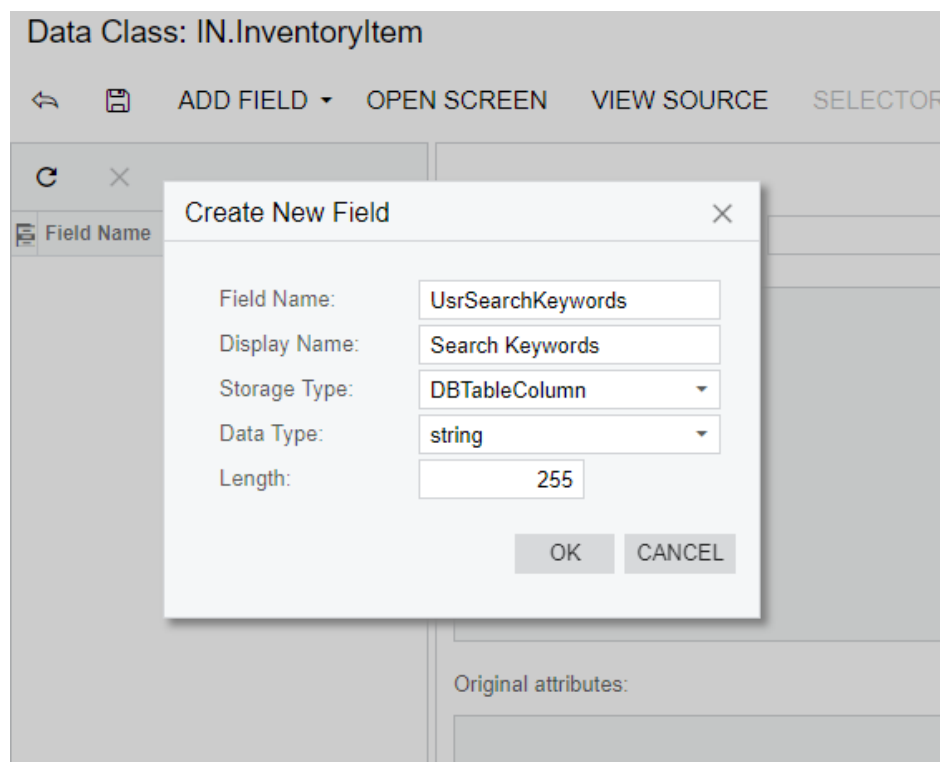 Data Class: IN.InventoryItem
ADD FIELD OPEN SCREEN VIEW SOURCE SELECTOR
Field Name
Create New Field
Field Name: UsrSearchKeywords
Display Name: Search Keywords
Storage Type: DBTableColumn
Data Type: string
Length: 255
OK CANCEL
Original attributes: